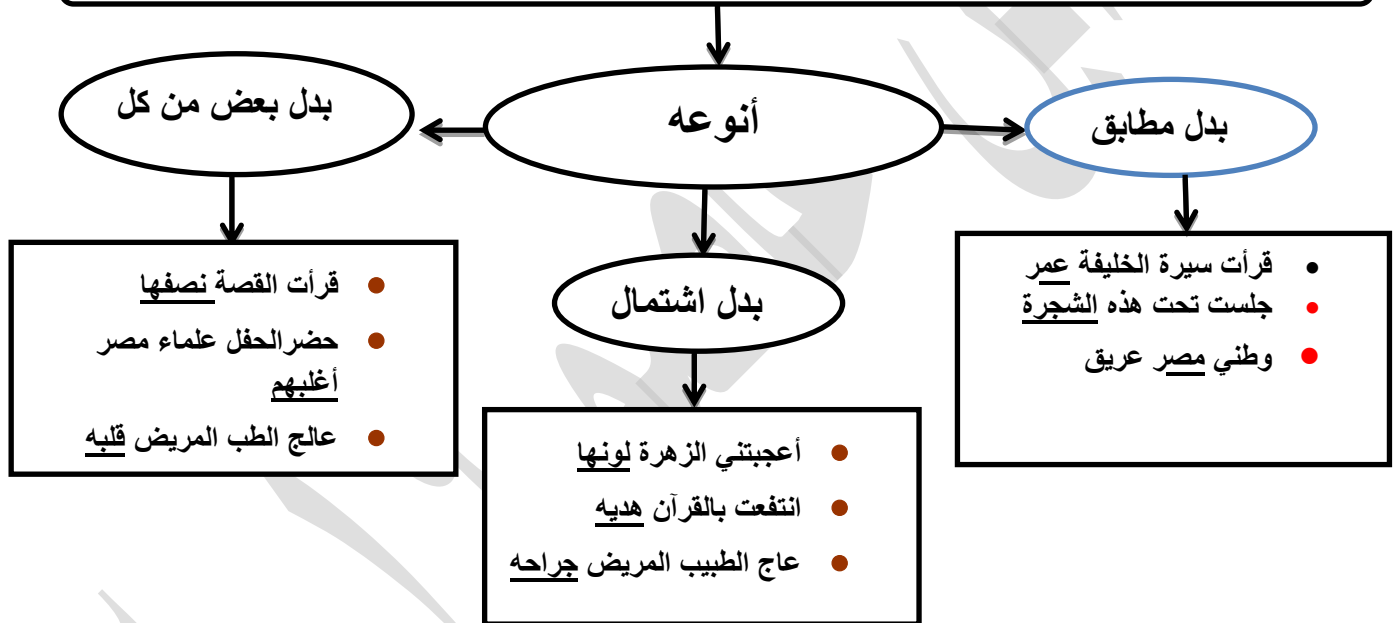 أنوعه
بدل مطابق
قرأت سيرة الخليفة عمر
جلست تحت هذه الشجرة
وطني مصر عريق
بدل اشتمال
أعجبتني الزهرة لونها
انتفعت بالقرآن هديه
عاج الطبيب المريض جراحه
بدل بعض من كل
قرأت القصة نصفها
حضرالحفل علماء مصر
أغلبهم
عالج الطب المريض قلبه